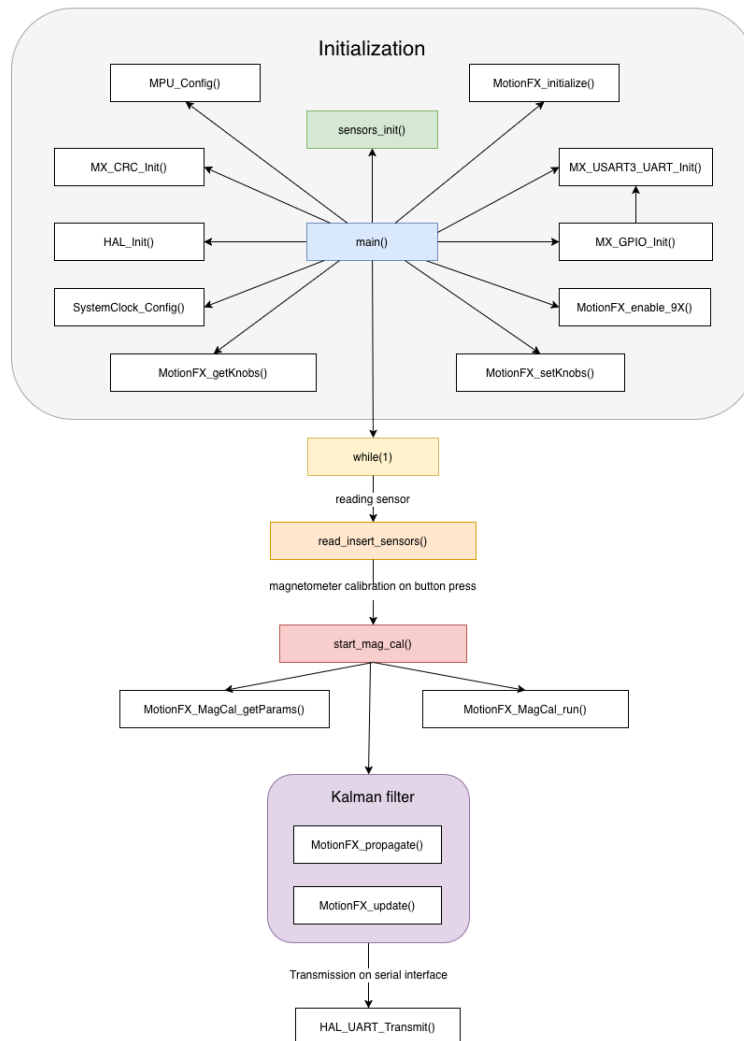 Initialization
MPU_Config()
MotionFX_initialize()
sensors_init()
MX_CRC_Init()
MX_USART3_UART_Init()
HAL_Init()
main()
MX_GPIO_Init()
SystemClock_Config()
MotionFX_enable_9X()
MotionFX_getKnobs()
MotionFX_setKnobs()
while(1)
reading sensor
read_insert_sensors()
magnetometer calibration on button press
start_mag_cal()
MotionFX_MagCal_getParams()
MotionFX_MagCal_run()
Kalman filter
MotionFX_propagate()
MotionFX_update()
Transmission on serial interface
HAL_UART_Transmit()